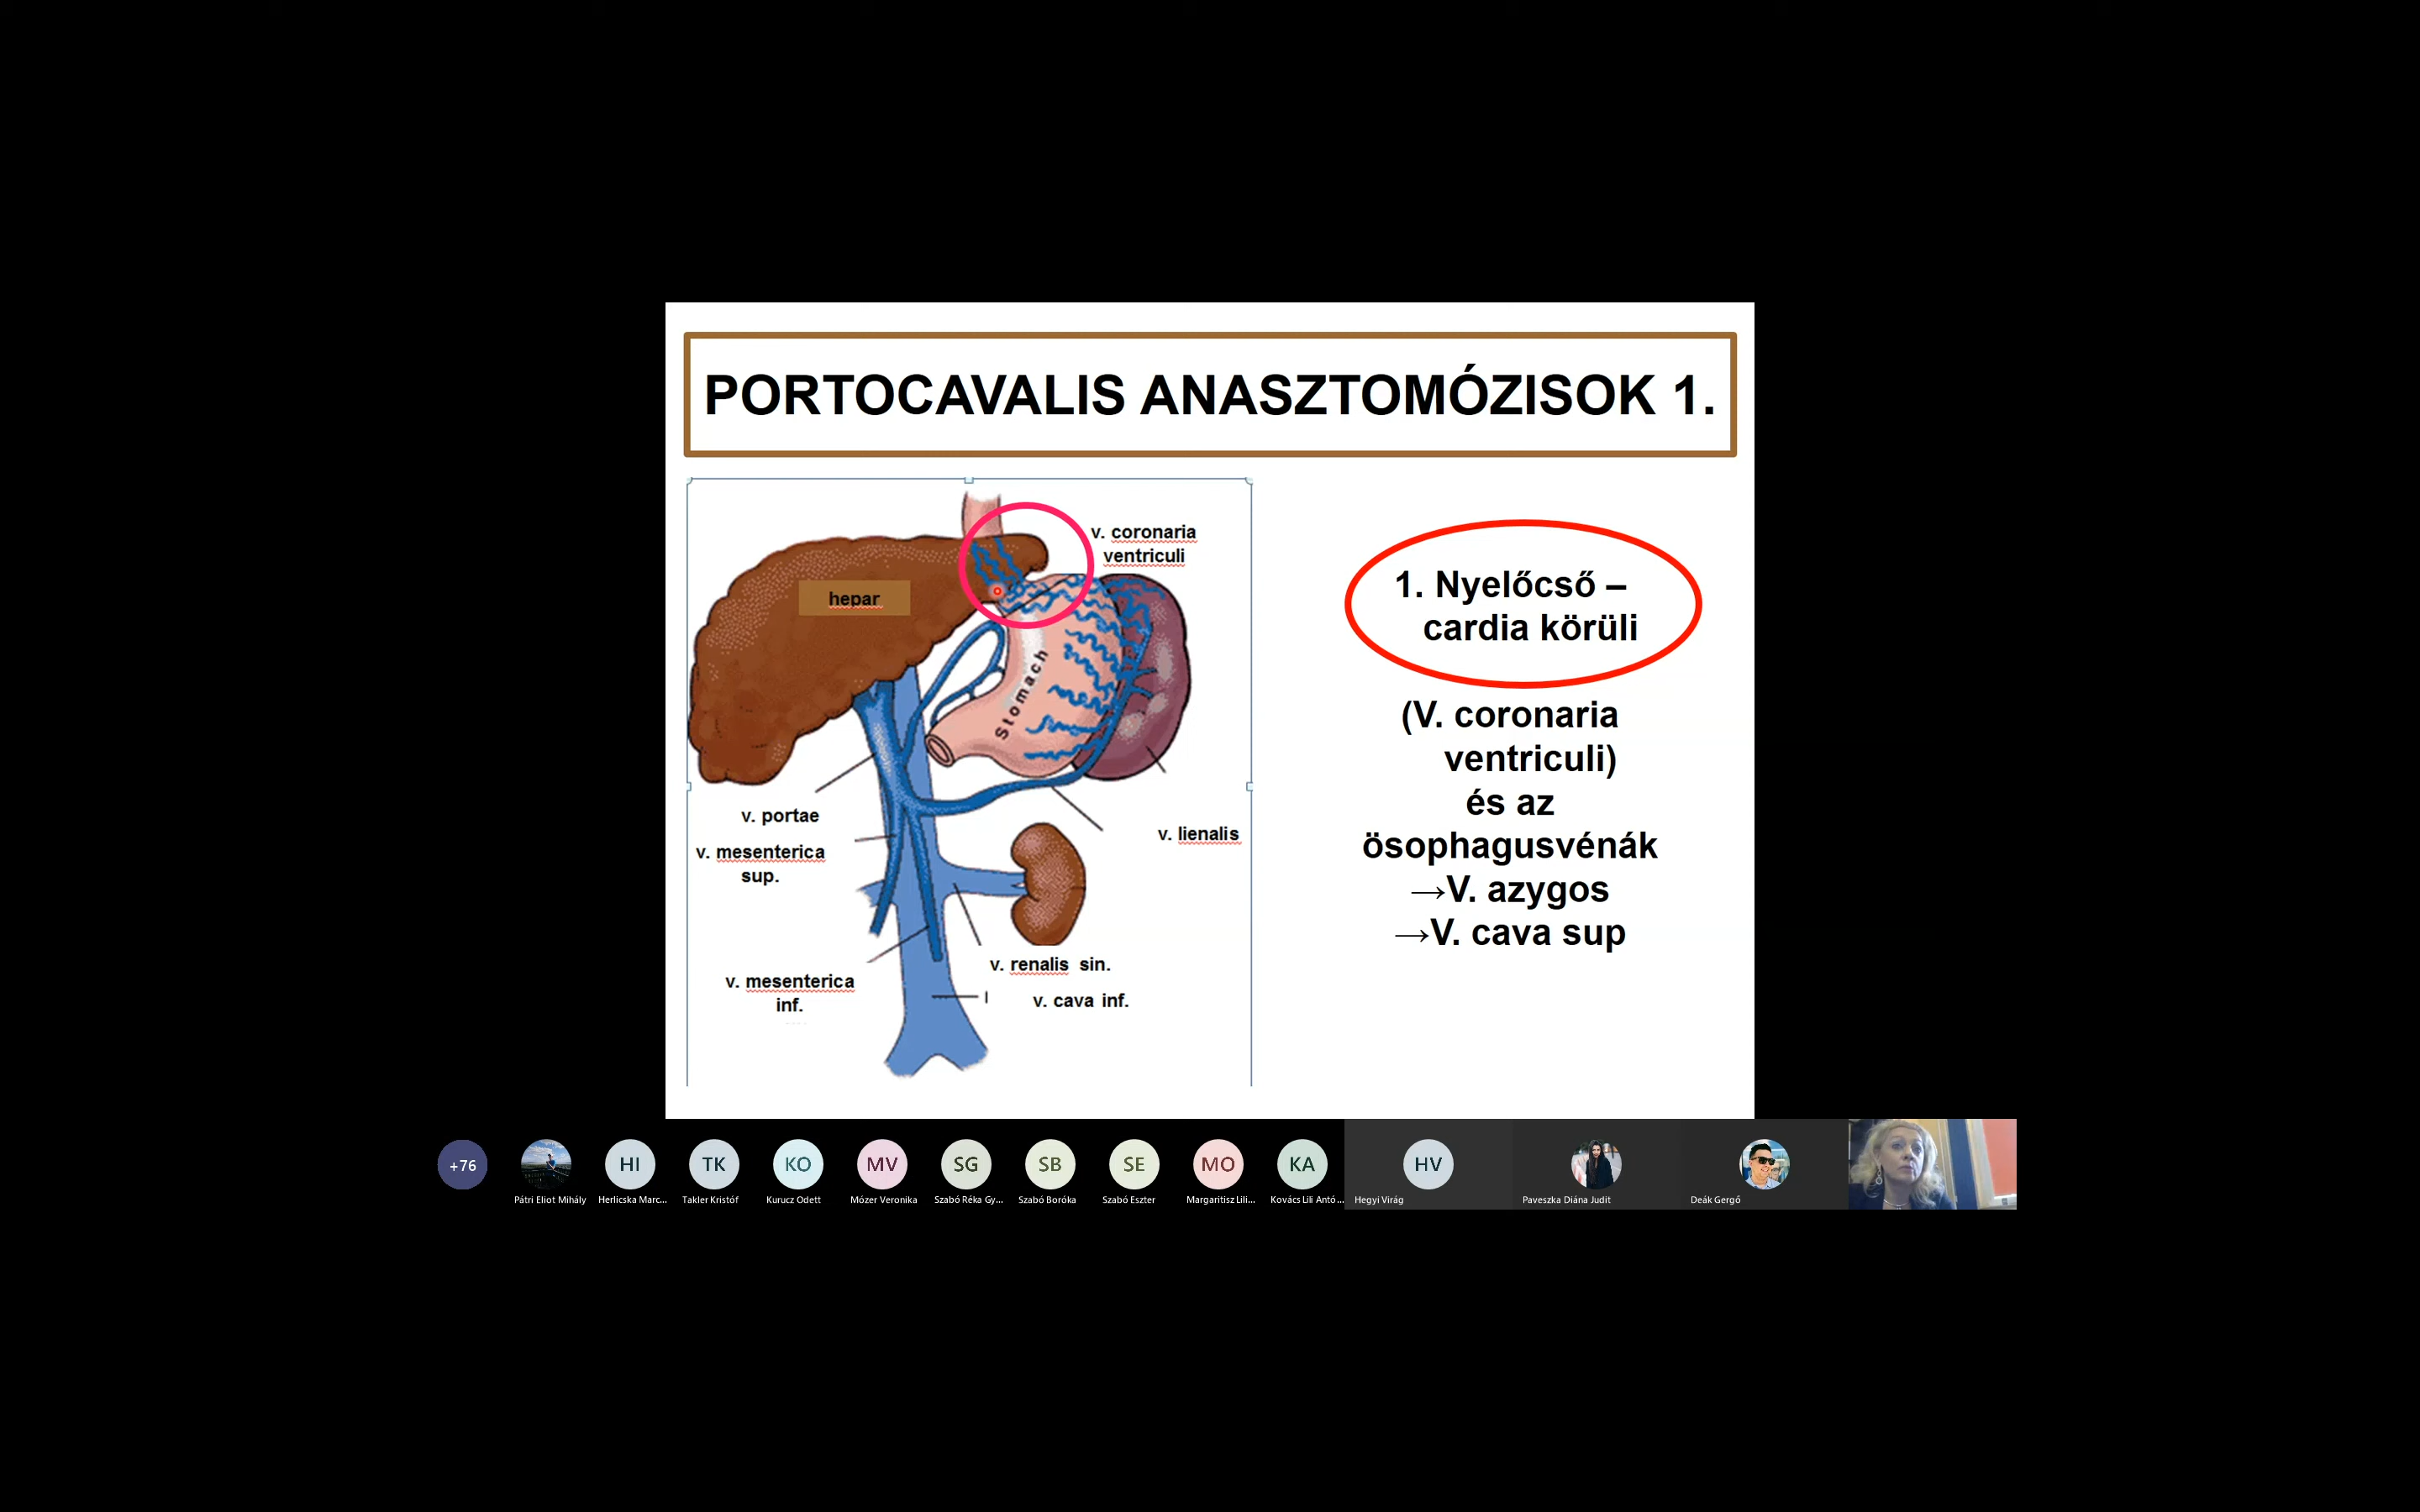 PORTOCAVALIS ANASZTOMÓZISOK 1.
v. coronaria
ventriculi
hepar
Stomach
v. portae
v. mesenterica
sup.
v. lienalis
v. mesenterica
inf.
v. renalis sin.
v. cava inf.
1. Nyelőcső –
cardia körüli
(V. coronaria
ventriculi)
és az
ösophagusvénák
→V. azygos
→V. cava sup
+76
HI
TK
KO
MV
SG
SB
SE
MO
KA
HV
Pátri Eliot Mihály
Herlicska Marc...
Takler Kristóf
Kurucz Odett
Mózer Veronika
Szabó Réka Gy...
Szabó Boróka
Szabó Eszter
Margaritisz Lili...
Kovács Lili Antó...
Hegyi Virág
Paveszka Diána Judit
Deák Gergő